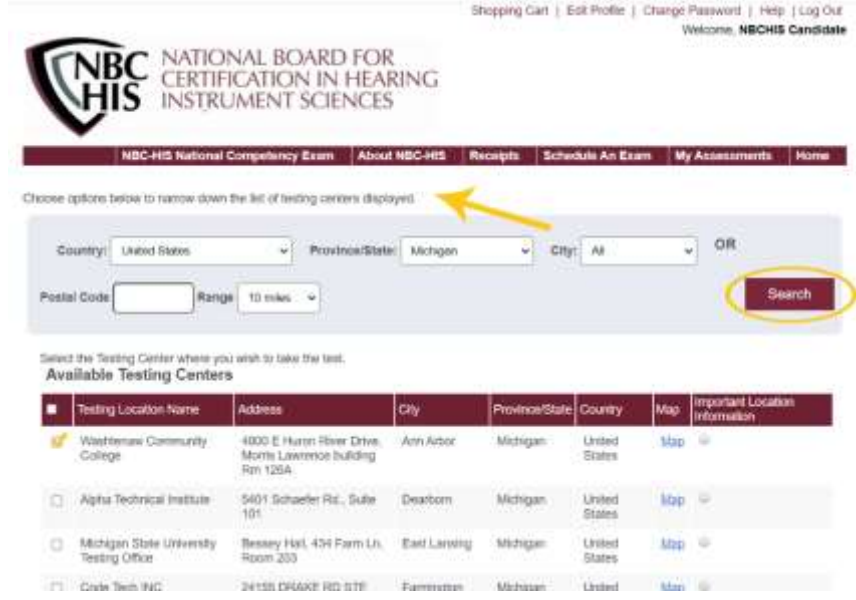 Shopping Cart | Edit Profile | Change Password | Help | Log Out
Welcome, NBCHIS Candidate
NBC HIS
NATIONAL BOARD FOR
CERTIFICATION IN HEARING
INSTRUMENT SCIENCES
NBC-HIS National Competency Exam About NBC-HIS Receipts Schedule An Exam My Assessments Home
Choose options below to narrow down the list of testing centers displayed.
Country: United States Province/State: Michigan City: All OR
Postal Code Range 10 miles Search
Select the Testing Center where you wish to take the test.
Available Testing Centers
Testing Location Name Address City Province/State Country Map Important Location
Information
Washtenaw Community 4800 E Huron River Drive, Ann Arbor Michigan United Map
College Morris Lawrence building States
Rm 126A
Alpha Technical Institute 5401 Schaefer Rd., Suite Dearborn Michigan United Map
101 States
Michigan State University Bessey Hall, 434 Farm Ln, East Lansing Michigan United Map
Testing Office Room 203 States
Code Tech INC DRAKE RD STE Farmington Michigan United Map